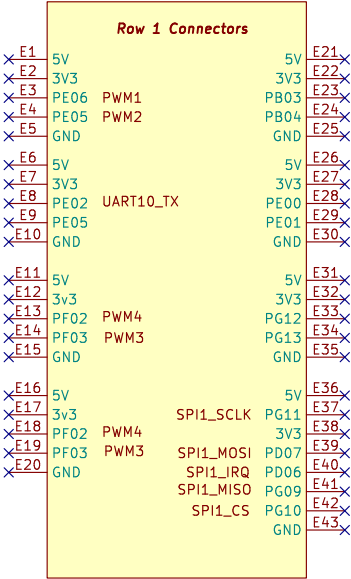 Row 1 Connectors
E1 5V 5V E21
E2 3V3 3V3 E22
E3 PE06 PWM1 PB03 E23
E4 PE05 PWM2 PB04 E24
E5 GND GND E25
E6 5V 5V E26
E7 3V3 3V3 E27
E8 PE02 UART10_TX PE00 E28
E9 PE05 PE01 E29
E10 GND GND E30
E11 5V 5V E31
E12 3v3 3V3 E32
E13 PF02 PWM4 PG12 E33
E14 PF03 PWM3 PG13 E34
E15 GND GND E35
E16 5V 5V E36
E17 3v3 SPI1_SCLK PG11 E37
E18 PF02 PWM4 3V3 E38
E19 PF03 PWM3 SPI1_MOSI PD07 E39
E20 GND SPI1_IRQ PD06 E40
SPI1_MISO PG09 E41
SPI1_CS PG10 E42
GND E43